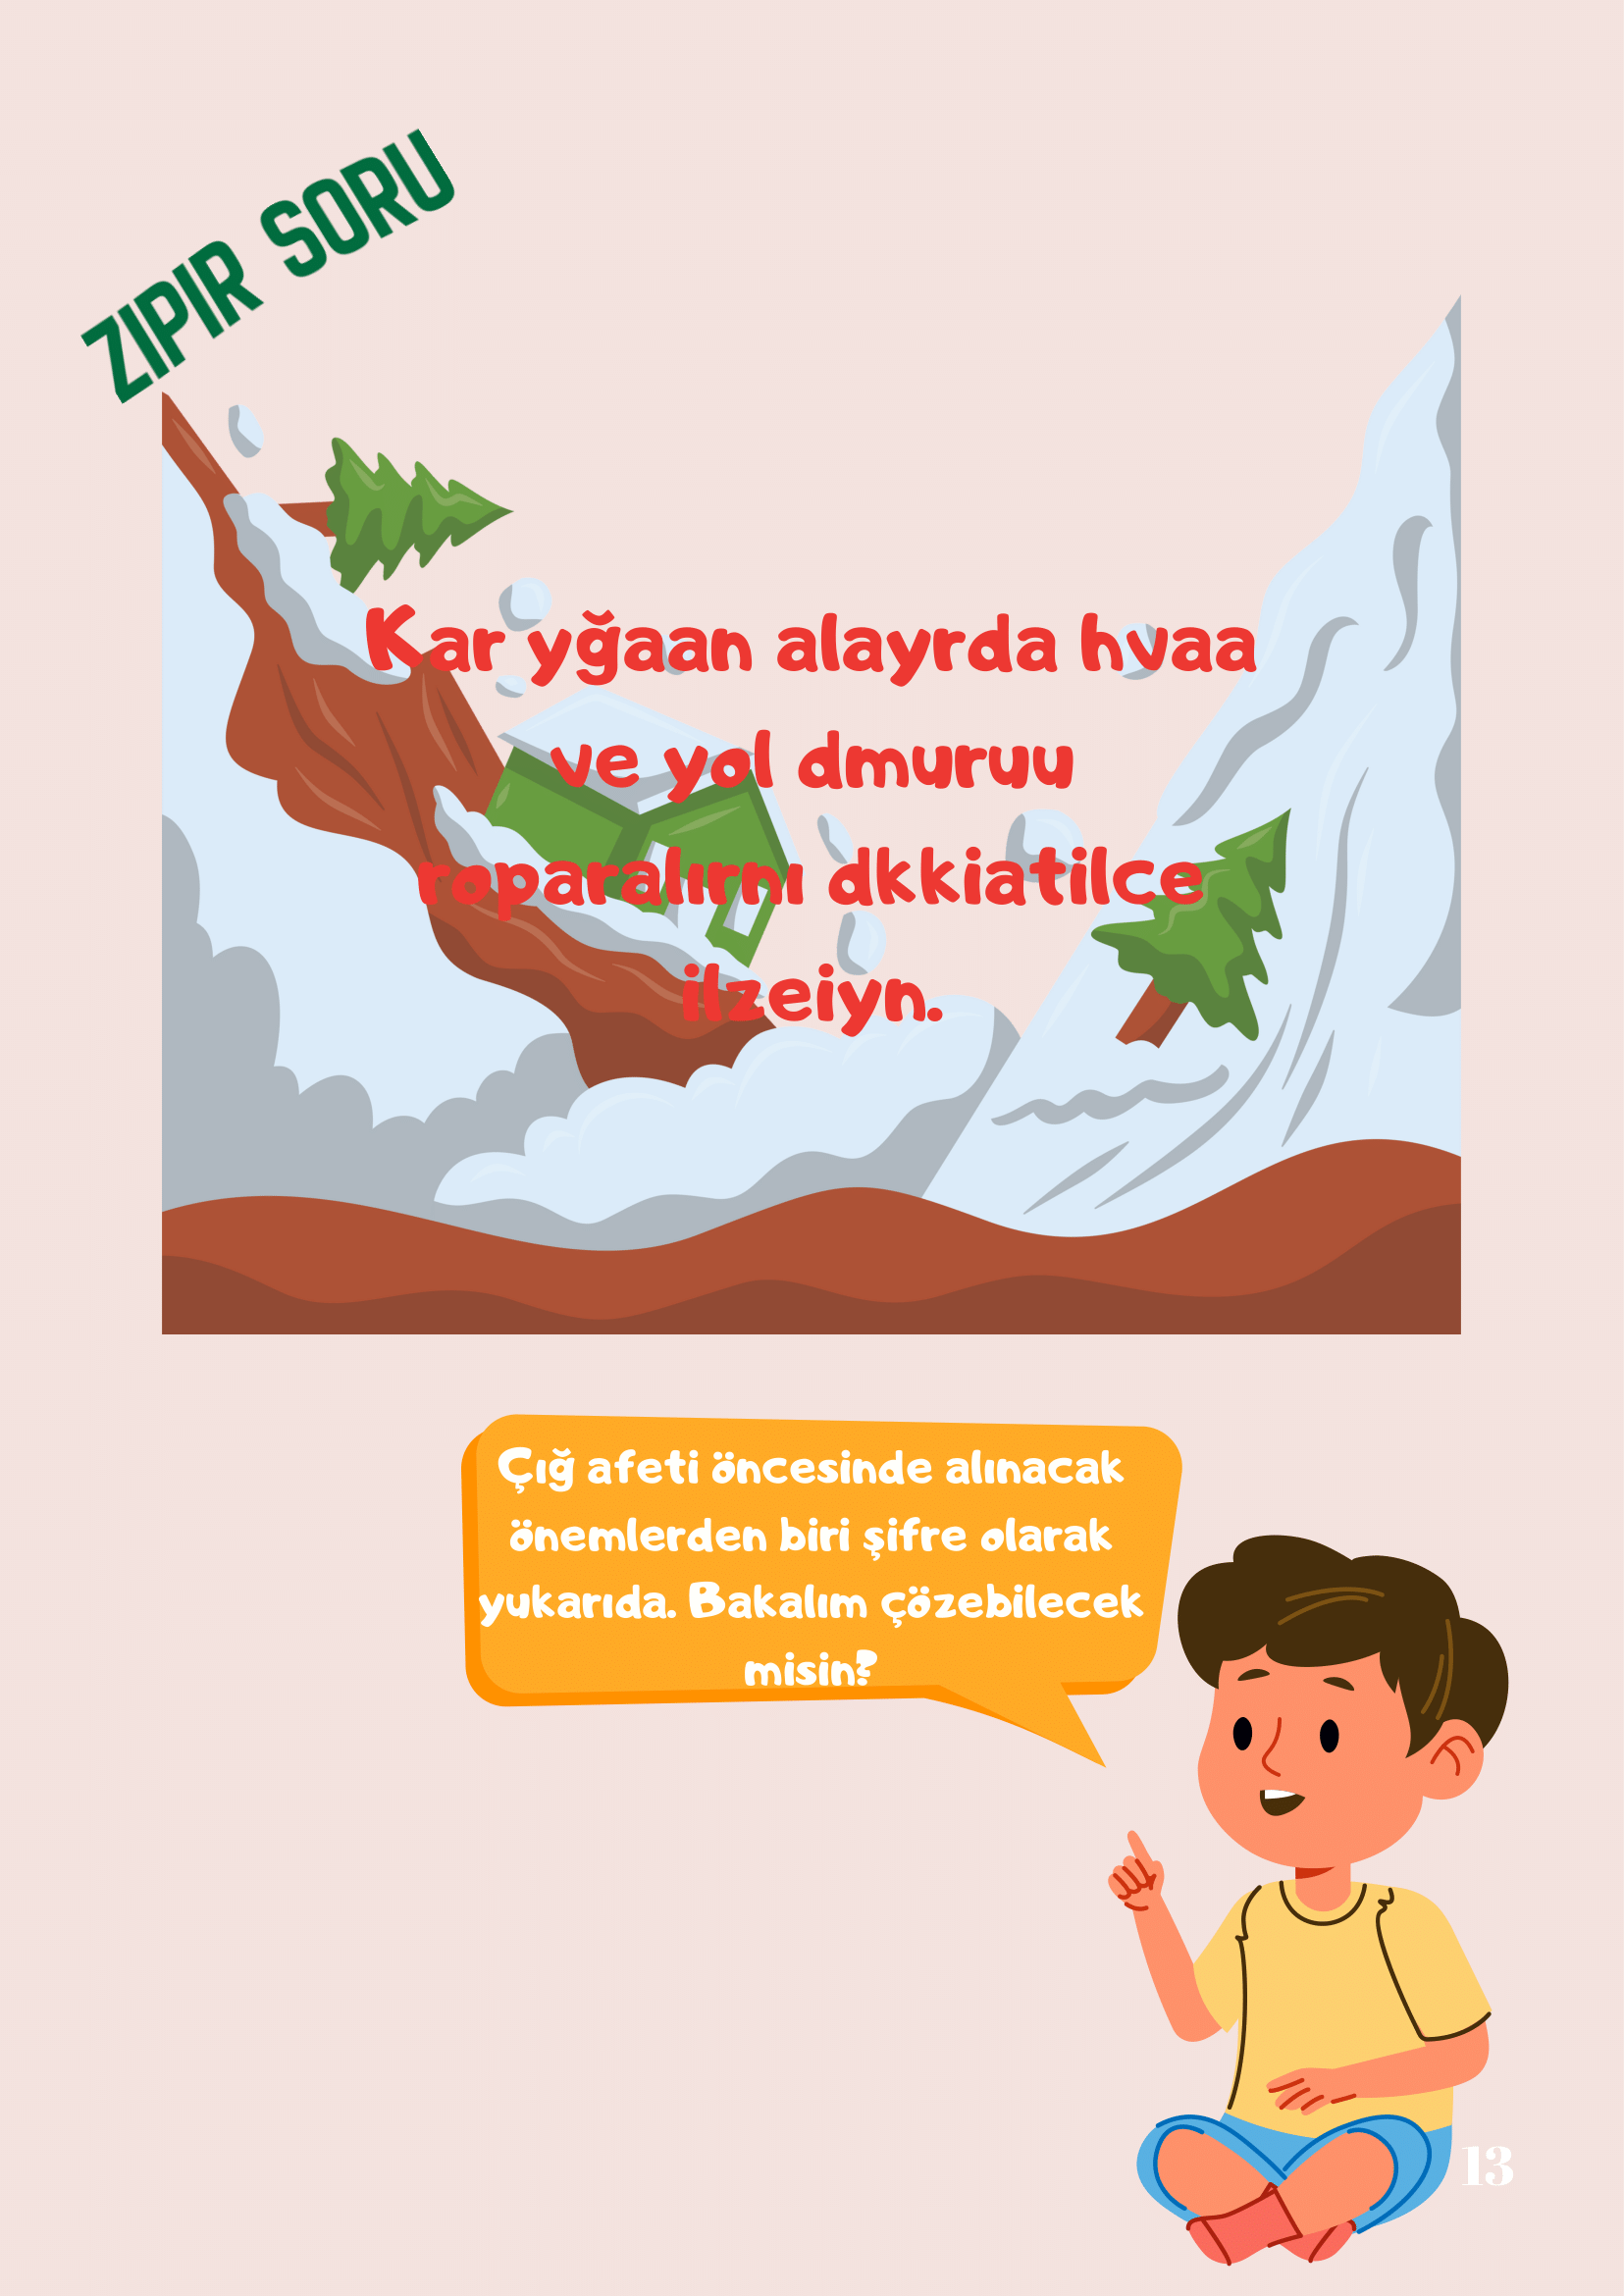 ZIPIR SORU
Kar yğaan alayrda hvaa
ve yol dmuruu
roparalırnı dkkiatilce
ilzeiyn.
Çığ afeti öncesinde alınacak
önemlerden biri şifre olarak
yukarıda. Bakalım çözebilecek
misin?
13